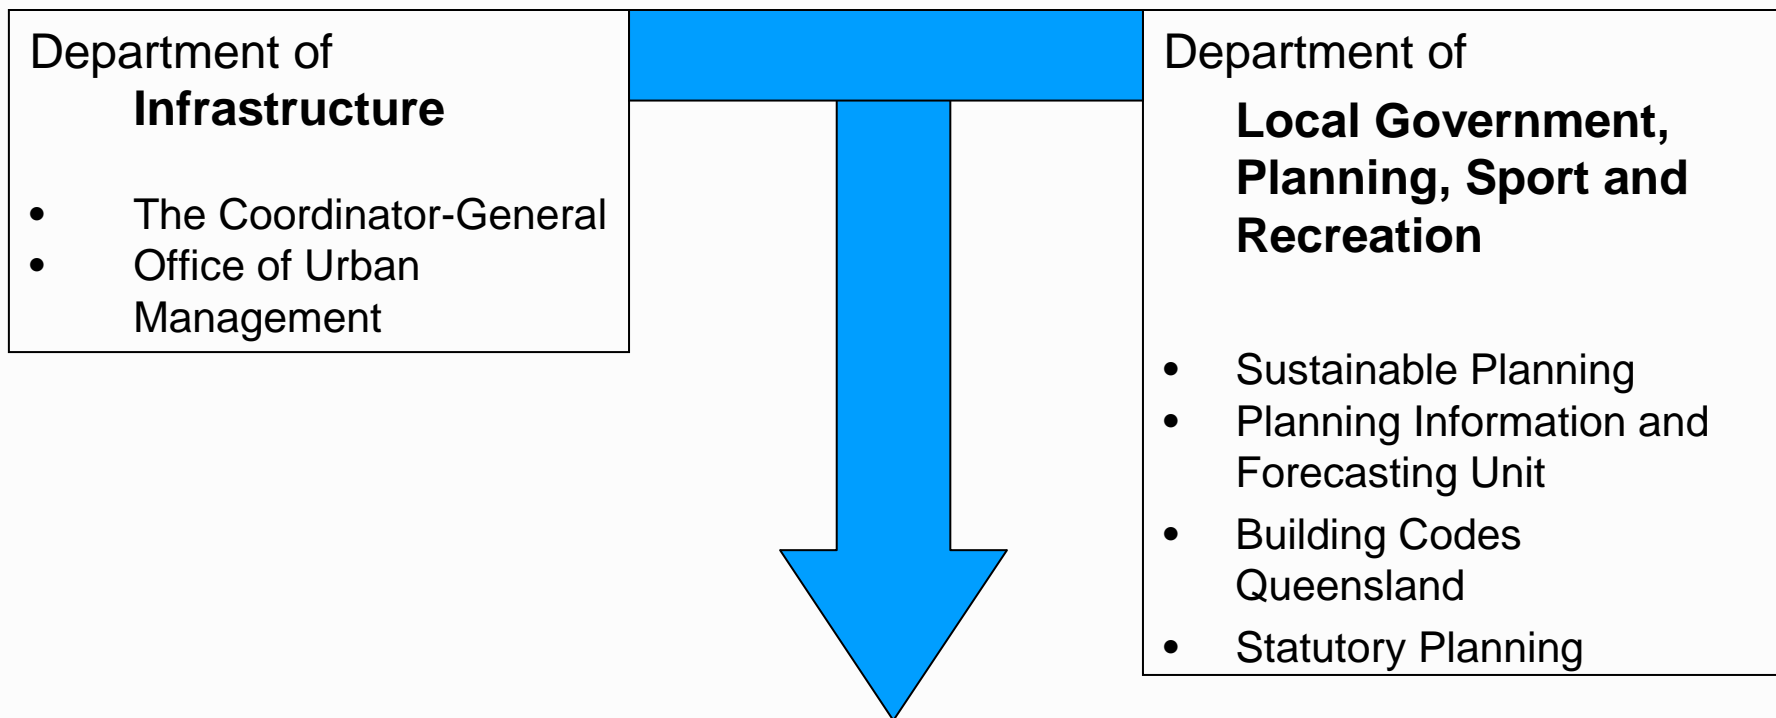 Department of
Infrastructure
• The Coordinator-General
• Office of Urban
Management
Department of
Local Government,
Planning, Sport and
Recreation
• Sustainable Planning
• Planning Information and
Forecasting Unit
• Building Codes
Queensland
• Statutory Planning